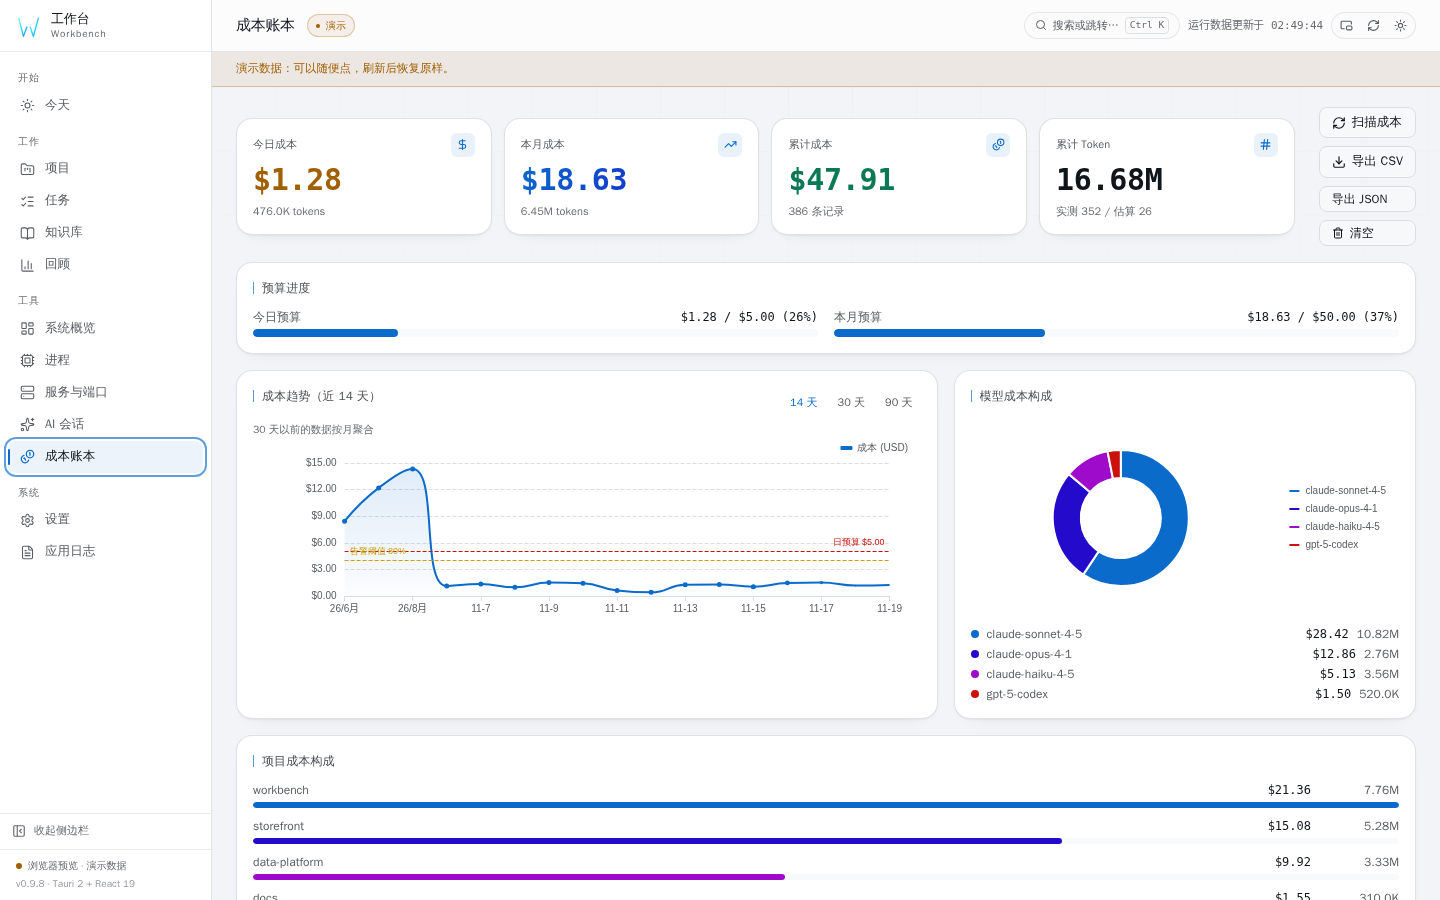 工作台
Workbench
开始
今天
工作
项目
任务
知识库
回顾
工具
系统概览
进程
服务与端口
AI 会话
成本账本
系统
设置
应用日志
收起侧边栏
浏览器预览 · 演示数据
v0.9.8 · Tauri 2 + React 19
成本账本
演示
搜索或跳转… Ctrl K
运行数据更新于 02:49:44
演示数据：可以随便点，刷新后恢复原样。
今日成本
$1.28
476.0K tokens
本月成本
$18.63
6.45M tokens
累计成本
$47.91
386 条记录
累计 Token
16.68M
实测 352 / 估算 26
扫描成本
导出 CSV
导出 JSON
清空
预算进度
今日预算 $1.28 / $5.00 (26%)
本月预算 $18.63 / $50.00 (37%)
成本趋势（近 14 天）
14 天 30 天 90 天
30 天以前的数据按月聚合
成本 (USD)
$15.00
$12.00
$9.00
$6.00
$3.00
$0.00
告警阈值 80%
日预算 $5.00
26/6月 26/8月 11-7 11-9 11-11 11-13 11-15 11-17 11-19
模型成本构成
claude-sonnet-4-5
claude-opus-4-1
claude-haiku-4-5
gpt-5-codex
claude-sonnet-4-5 $28.42 10.82M
claude-opus-4-1 $12.86 2.76M
claude-haiku-4-5 $5.13 3.56M
gpt-5-codex $1.50 520.0K
项目成本构成
workbench $21.36 7.76M
storefront $15.08 5.28M
data-platform $9.92 3.33M
docs $1.55 310.0K